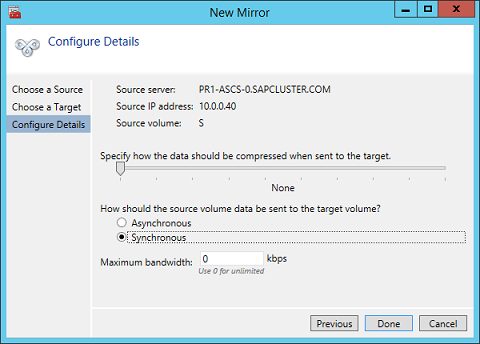 New Mirror
Configure Details
Choose a Source
Choose a Target
Configure Details
Source server: PR1-ASCS-0.SAPCLUSTER.COM
Source IP address: 10.0.0.40
Source volume: S
Specify how the data should be compressed when sent to the target.
None
How should the source volume data be sent to the target volume?
Asynchronous
Synchronous
Maximum bandwidth: 0 kbps
Use 0 for unlimited
Previous Done Cancel